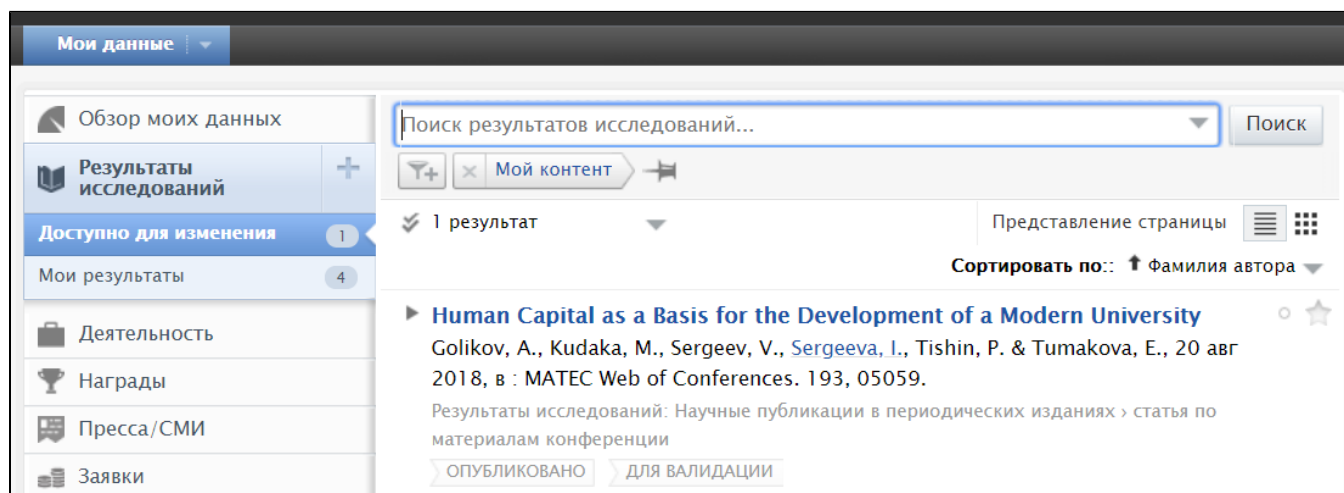 Мои данные
Обзор моих данных
Результаты исследований
Доступно для изменения 1
Мои результаты 4
Деятельность
Награды
Пресса/СМИ
Заявки
Поиск результатов исследований...
Поиск
Мой контент
1 результат
Представление страницы
Сортировать по:: Фамилия автора
Human Capital as a Basis for the Development of a Modern University
Golikov, A., Kudaka, M., Sergeev, V., Sergeeva, I., Tishin, P. & Tumakova, E., 20 авг
2018, в : MATEC Web of Conferences. 193, 05059.
Результаты исследований: Научные публикации в периодических изданиях › статья по
материалам конференции
ОПУБЛИКОВАНО ДЛЯ ВАЛИДАЦИИ